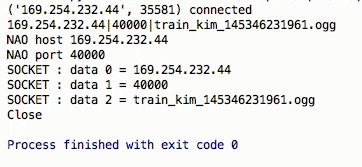 ('169.254.232.44', 35581) connected
169.254.232.44|40000|train_kim_145346231961.ogg
NAO host 169.254.232.44
NAO port 40000
SOCKET : data 0 = 169.254.232.44
SOCKET : data 1 = 40000
SOCKET : data 2 = train_kim_145346231961.ogg
Close
Process finished with exit code 0